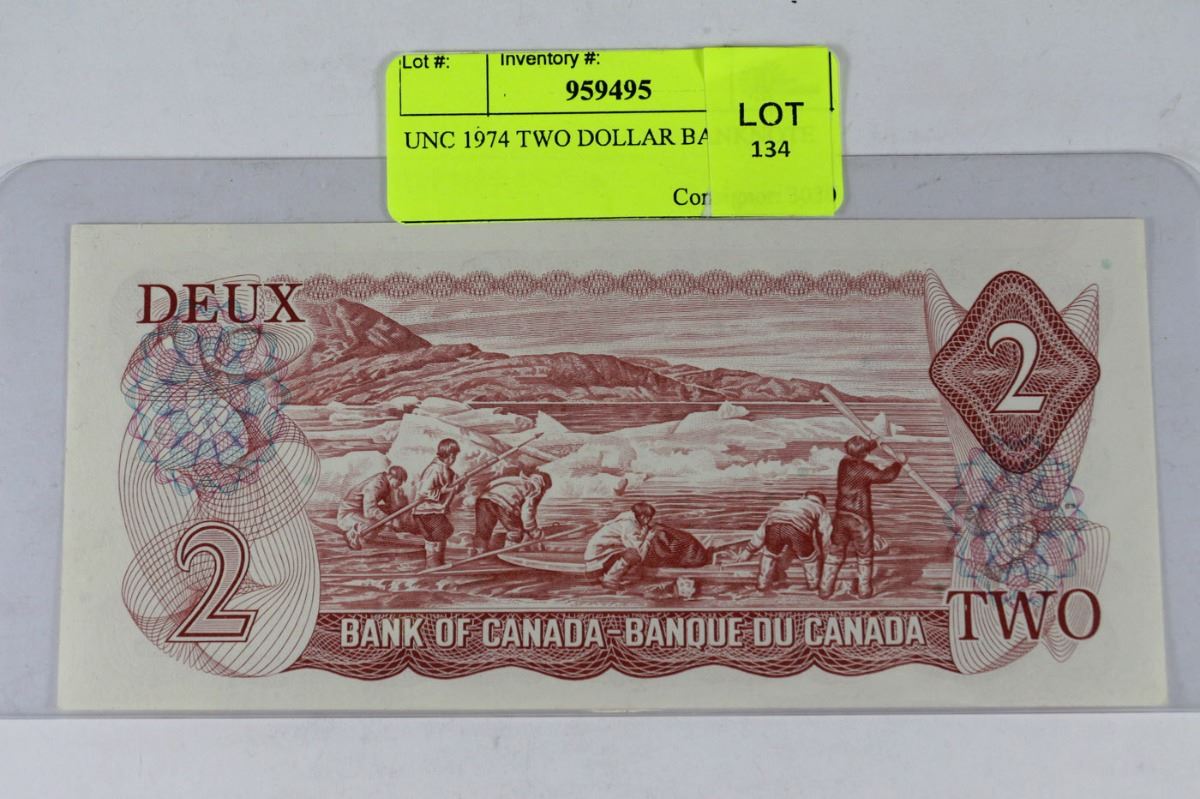 Lot #:
Inventory #:
959495
LOT
134
UNC 1974 TWO DOLLAR
DEUX
2
2
2
TWO
BANK OF CANADA-BANQUE DU CANADA